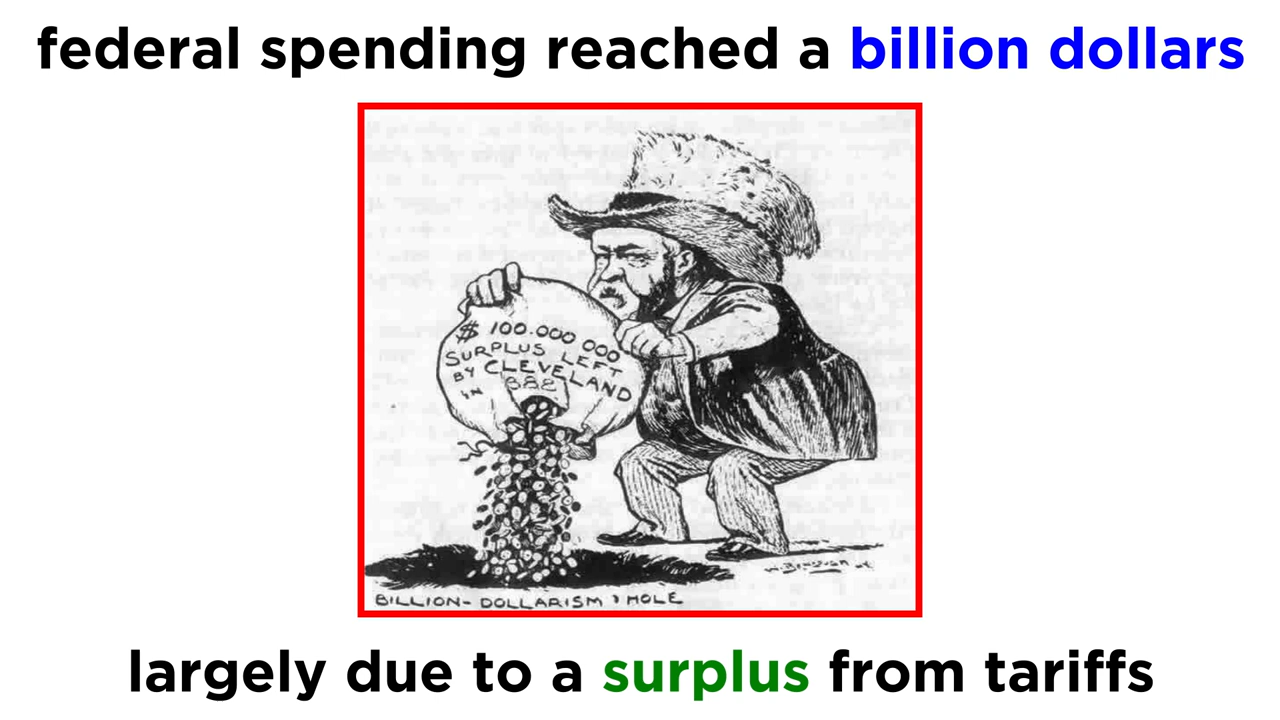 federal spending reached a billion dollars
$ 100.000 000
SURPLUS LEFT
BY CLEVELAND
IN 888
BILLION-DOLLARISM
HOLE
largely due to a surplus from tariffs